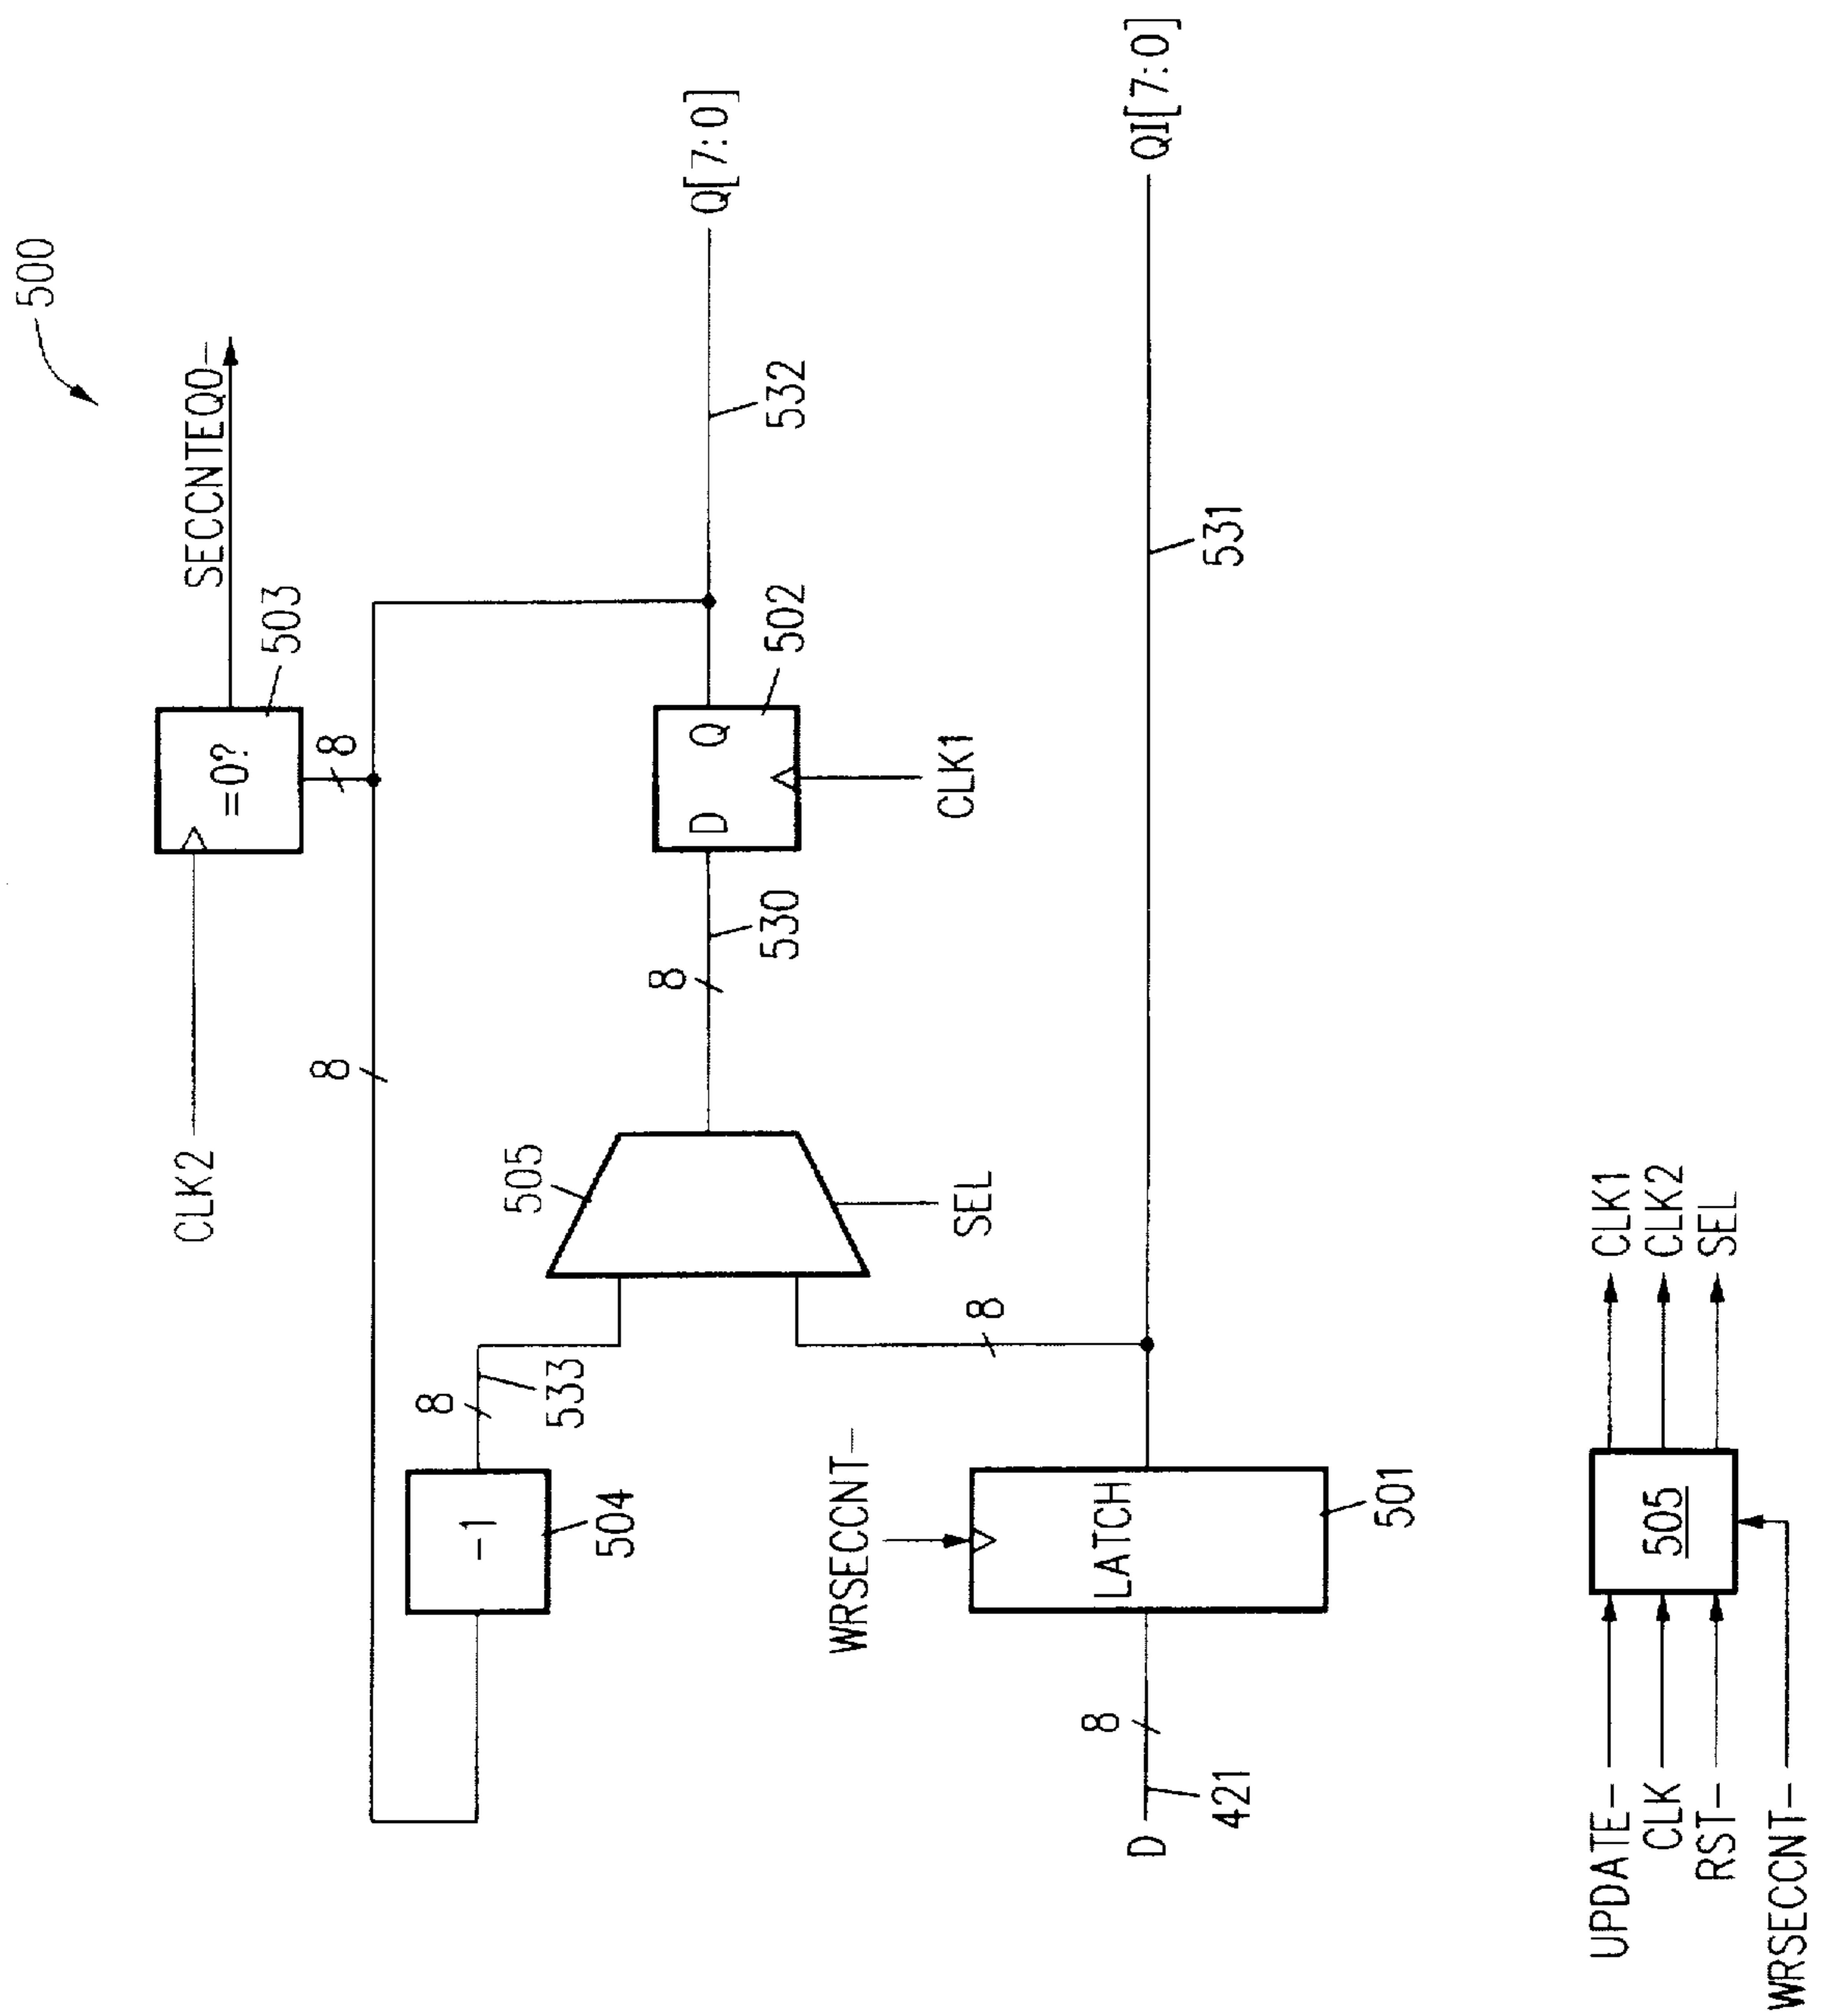 500
SECCNTEQ0-
503
=0?
8
CLK2
8
Q[7:0]
532
502
D Q
CLK1
530
8
505
SEL
8
533
-1
504
QI[7:0]
531
8
WRSECCNT-
LATCH
501
8
D
421
UPDATE-
CLK
RST-
WRSECCNT-
505
CLK1
CLK2
SEL